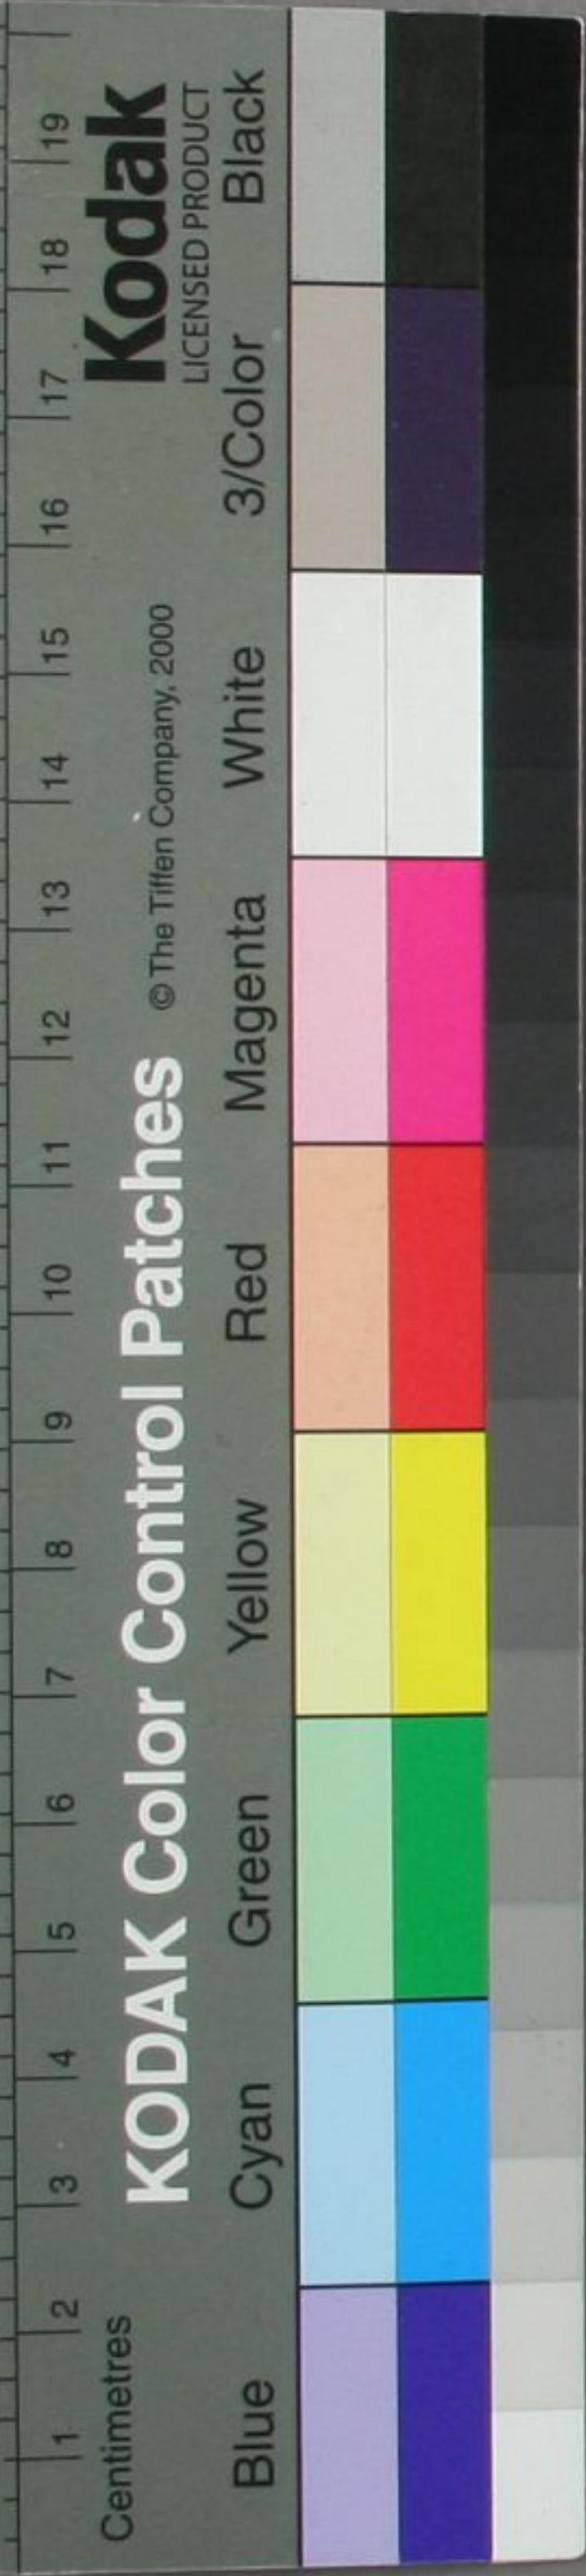 1 2 3 4 5 6 7 8 9 10 11 12 13 14 15 16 17 18 19
Centimetres
KODAK Color Control Patches © The Tiffen Company, 2000 Kodak
LICENSED PRODUCT
Blue Cyan Green Yellow Red Magenta White 3/Color Black